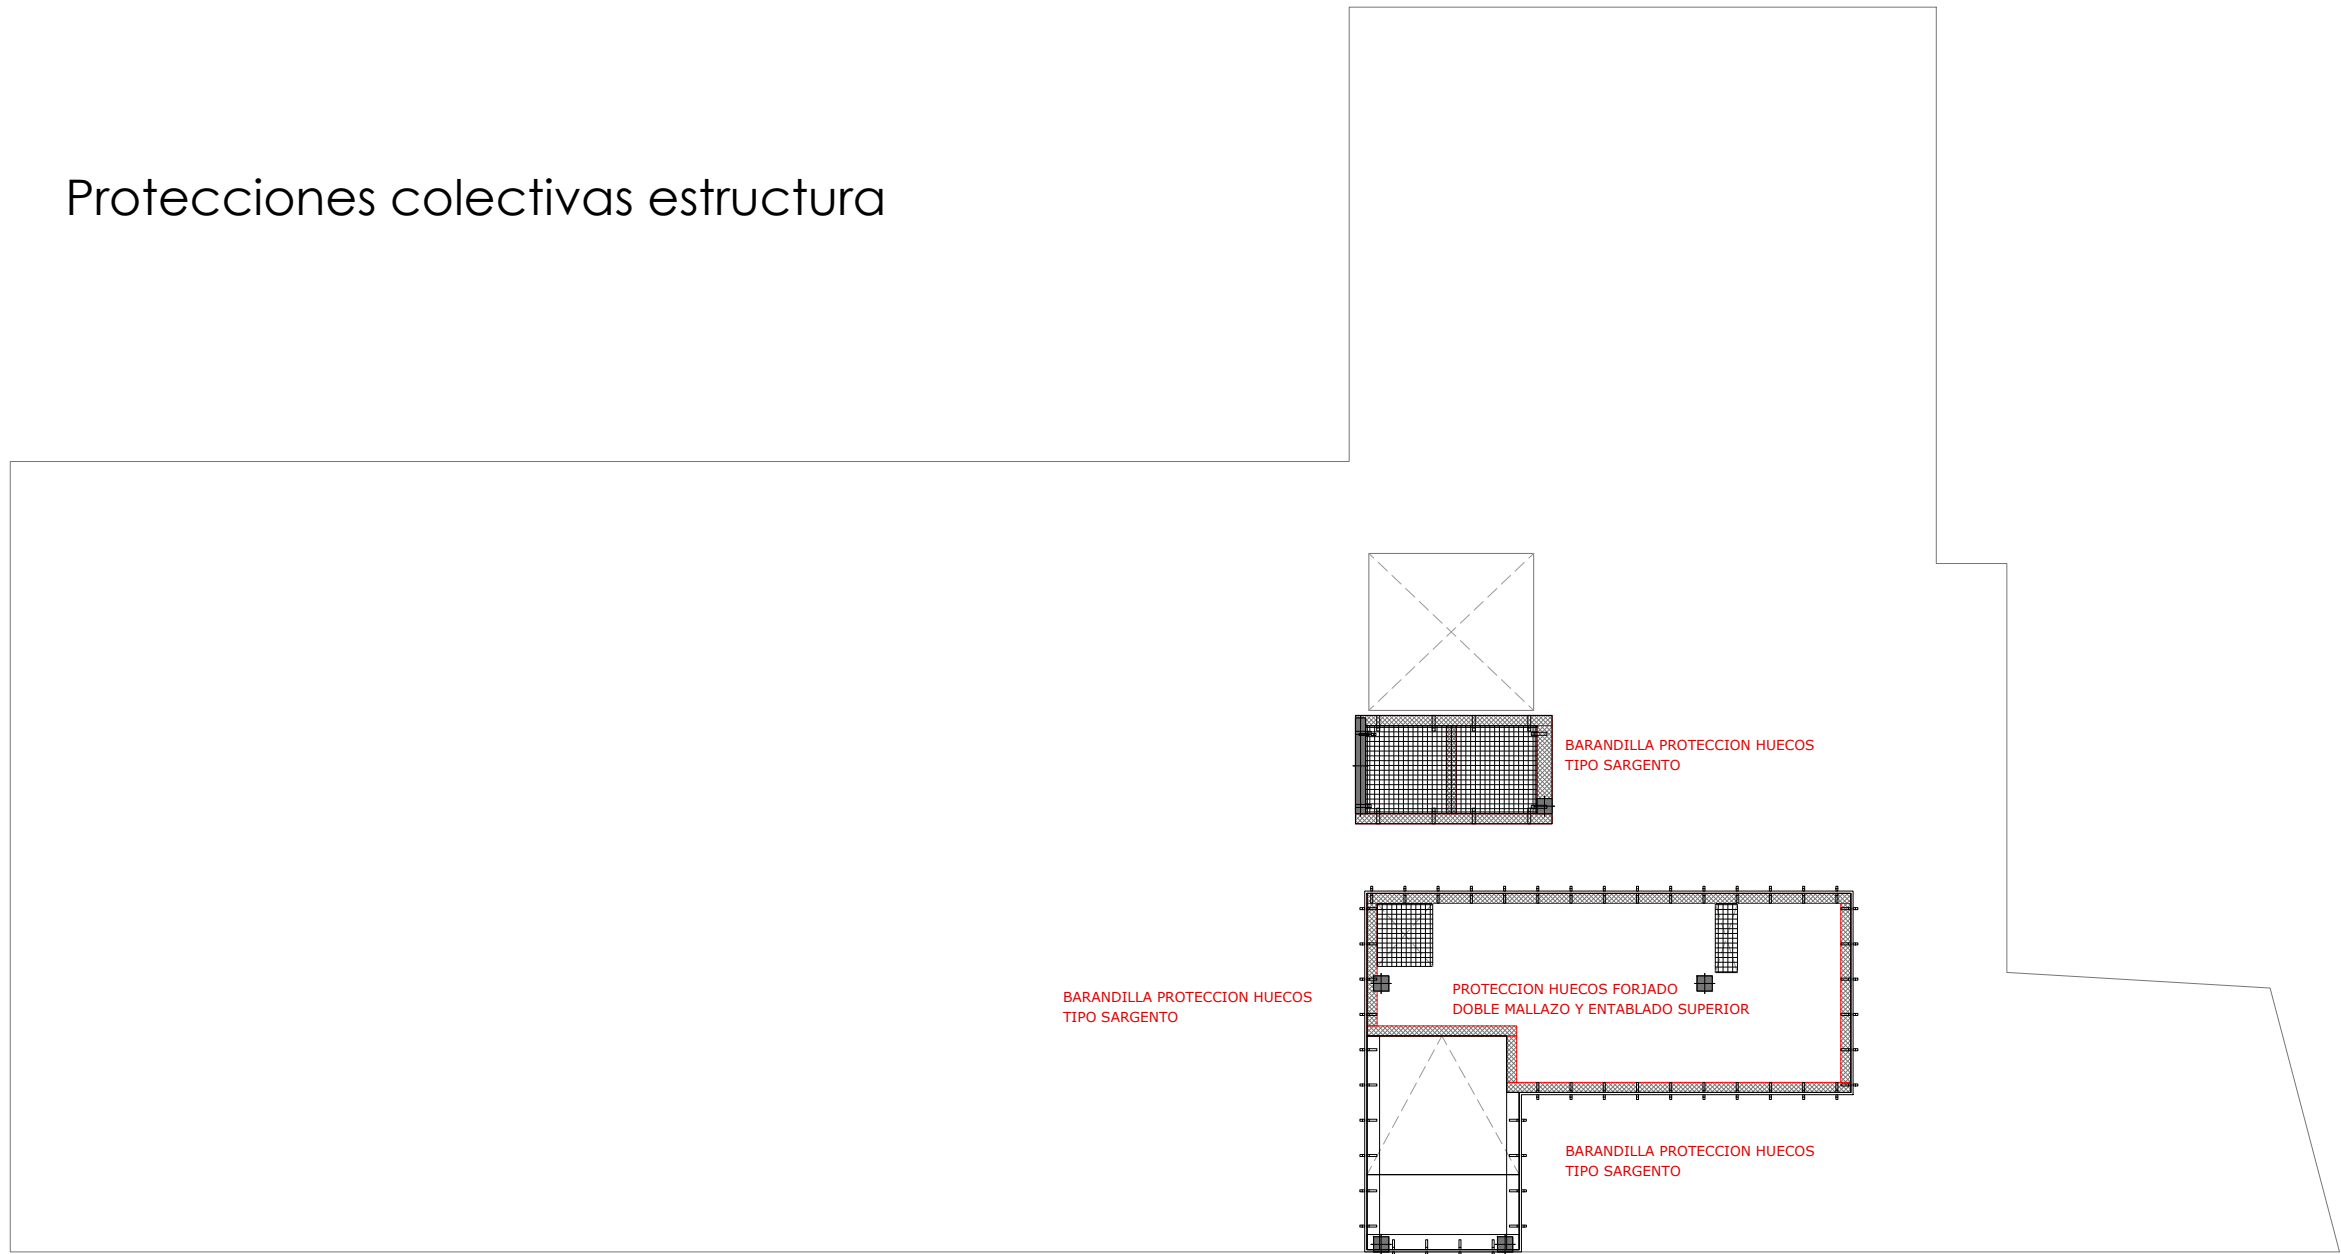 Protecciones colectivas estructura
BARANDILLA PROTECCION HUECOS
TIPO SARGENTO
BARANDILLA PROTECCION HUECOS
TIPO SARGENTO
PROTECCION HUECOS FORJADO
DOBLE MALLAZO Y ENTABLADO SUPERIOR
BARANDILLA PROTECCION HUECOS
TIPO SARGENTO